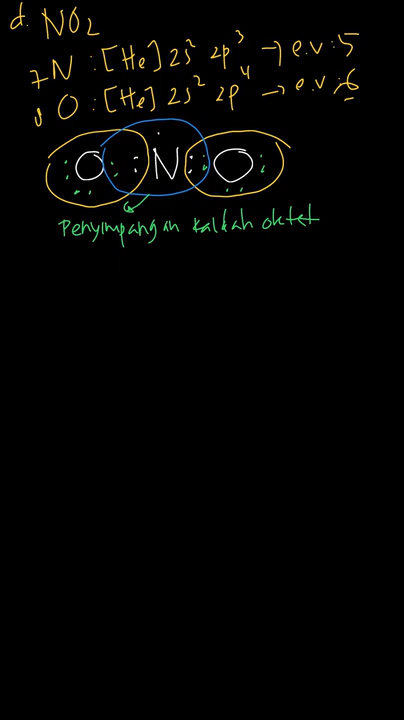 d. NO₂
₇N : [He] 2s² 2p³ → e.v : 5
₈O : [He] 2s² 2p⁴ → e.v : 6
O N O
Penyimpangan kaidah oktet